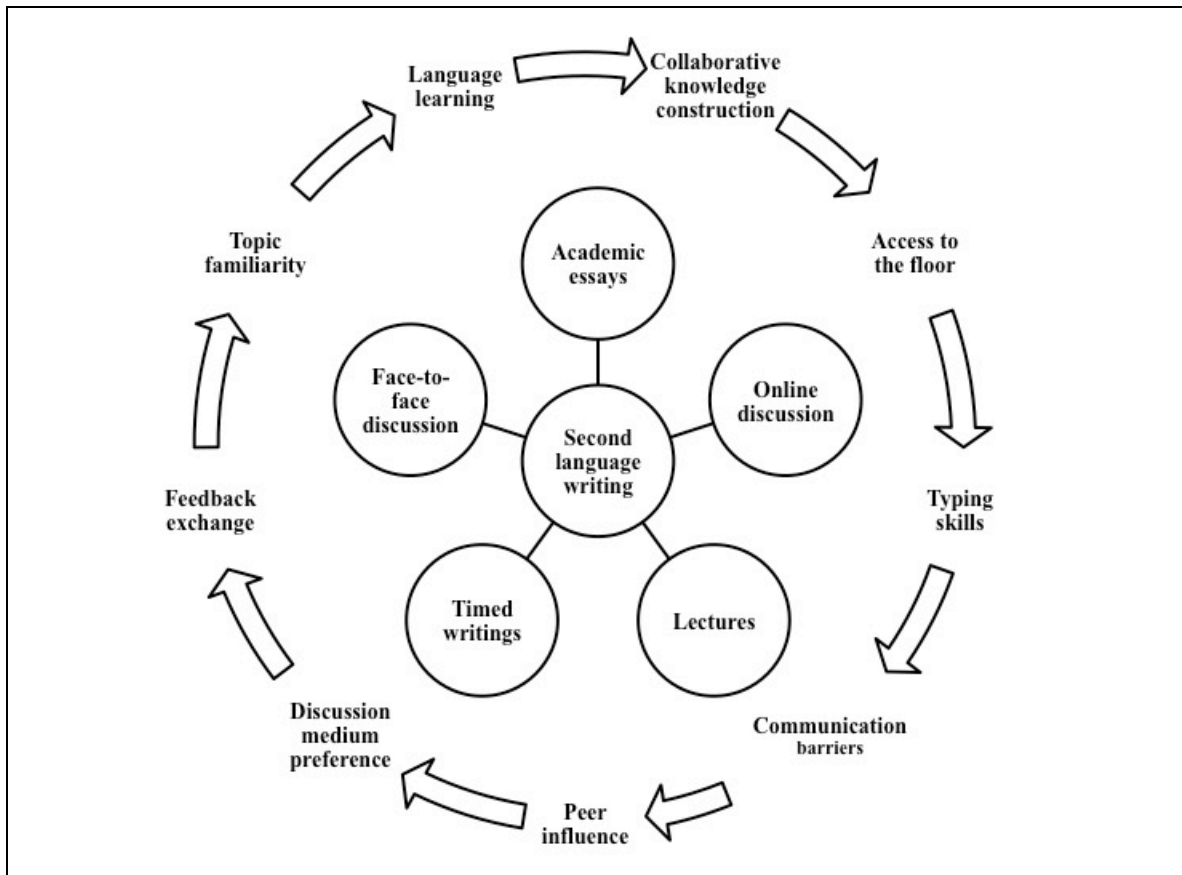 Language
learning
Collaborative
knowledge
construction
Access to
the floor
Typing
skills
Communication
barriers
Peer
influence
Discussion
medium
preference
Feedback
exchange
Topic
familiarity
Academic
essays
Online
discussion
Lectures
Timed
writings
Face-to-
face
discussion
Second
language
writing